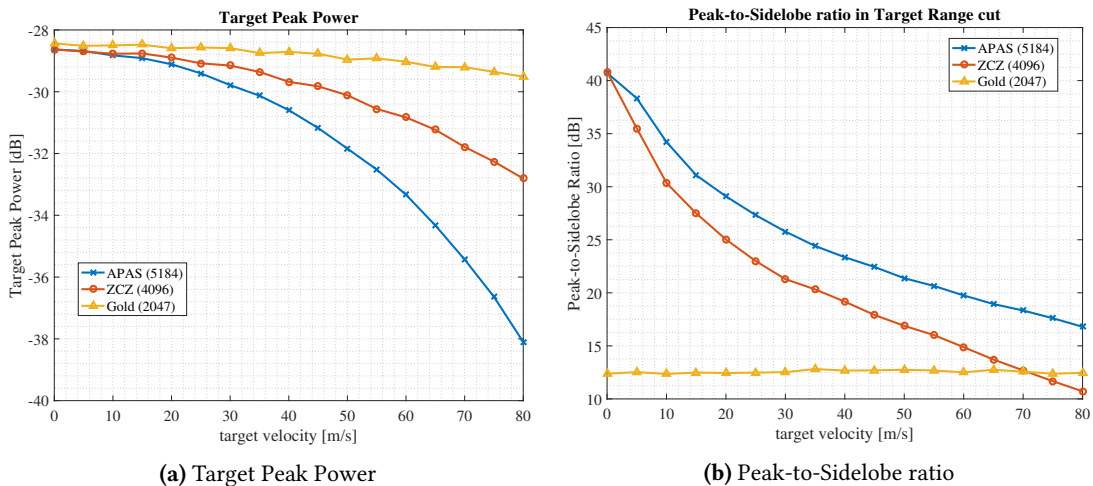 Target Peak Power
-28
-30
-32
-34
-36
-38
-40
Target Peak Power [dB]
APAS (5184)
ZCZ (4096)
Gold (2047)
0 10 20 30 40 50 60 70 80
target velocity [m/s]
(a) Target Peak Power
Peak-to-Sidelobe ratio in Target Range cut
45
40
35
30
25
20
15
10
Peak-to-Sidelobe Ratio [dB]
APAS (5184)
ZCZ (4096)
Gold (2047)
0 10 20 30 40 50 60 70 80
target velocity [m/s]
(b) Peak-to-Sidelobe ratio